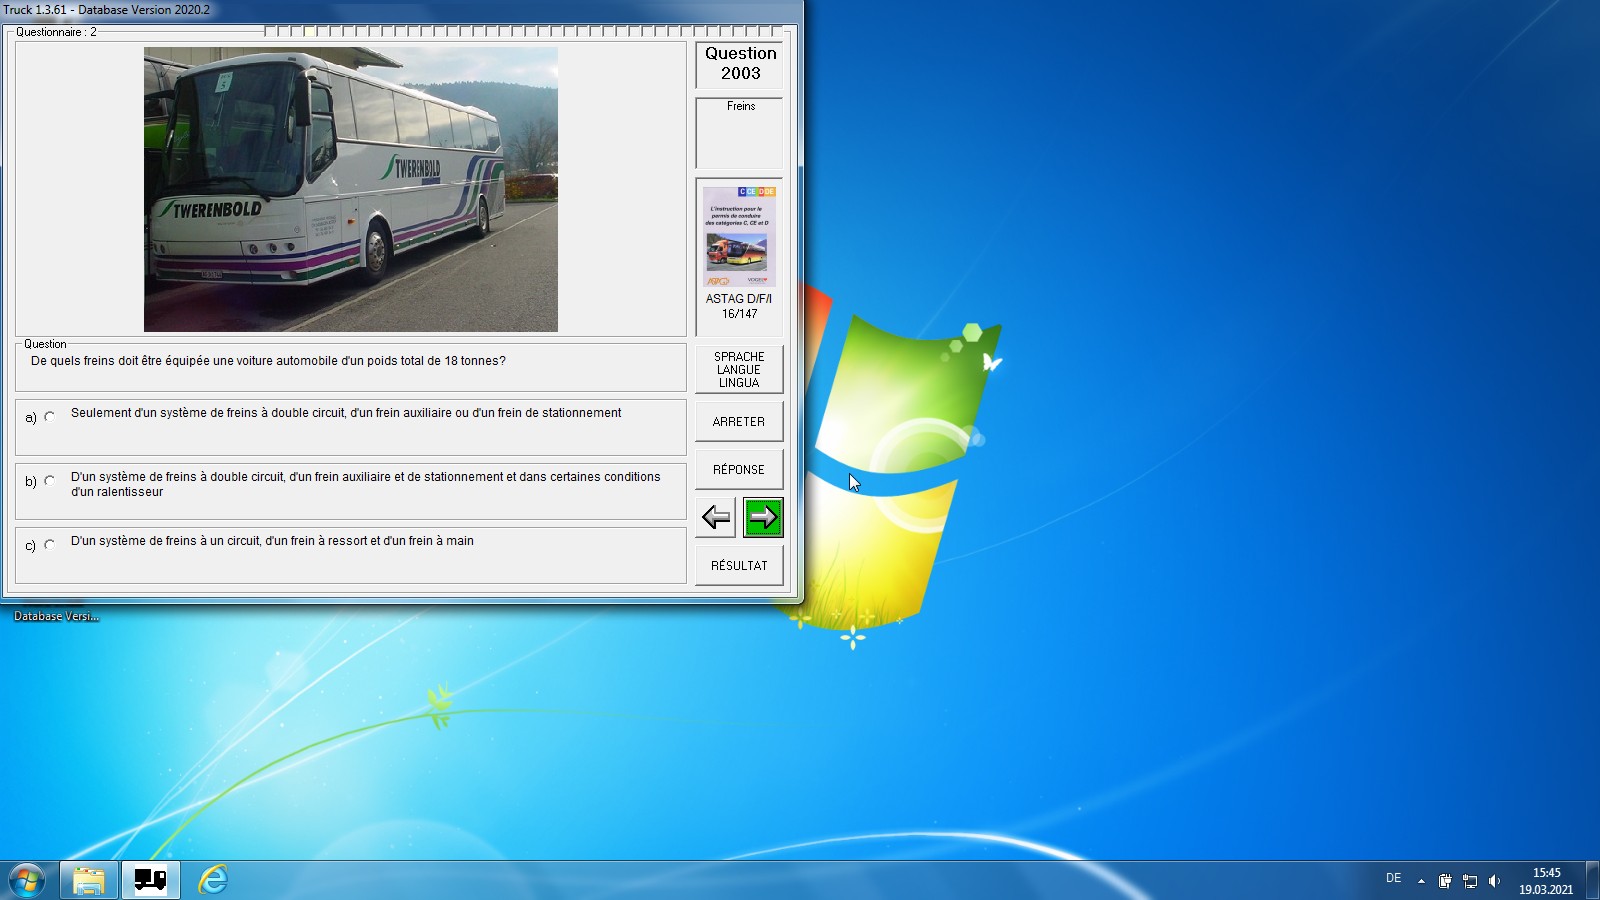 Truck 1.3.61 - Database Version 2020.2
Questionnaire : 2
TWERENBOLD
TWERENBOLD
Question
2003
Freins
C CE D DE
L'instruction pour le
permis de conduire
des catégories C, CE et D
ASTAG D/F/I
16/147
Question
De quels freins doit être équipée une voiture automobile d'un poids total de 18 tonnes?
SPRACHE
LANGUE
LINGUA
a) Seulement d'un système de freins à double circuit, d'un frein auxiliaire ou d'un frein de stationnement
ARRETER
b) D'un système de freins à double circuit, d'un frein auxiliaire et de stationnement et dans certaines conditions
d'un ralentisseur
RÉPONSE
c) D'un système de freins à un circuit, d'un frein à ressort et d'un frein à main
RÉSULTAT
Database Versi...
DE
15:45
19.03.2021